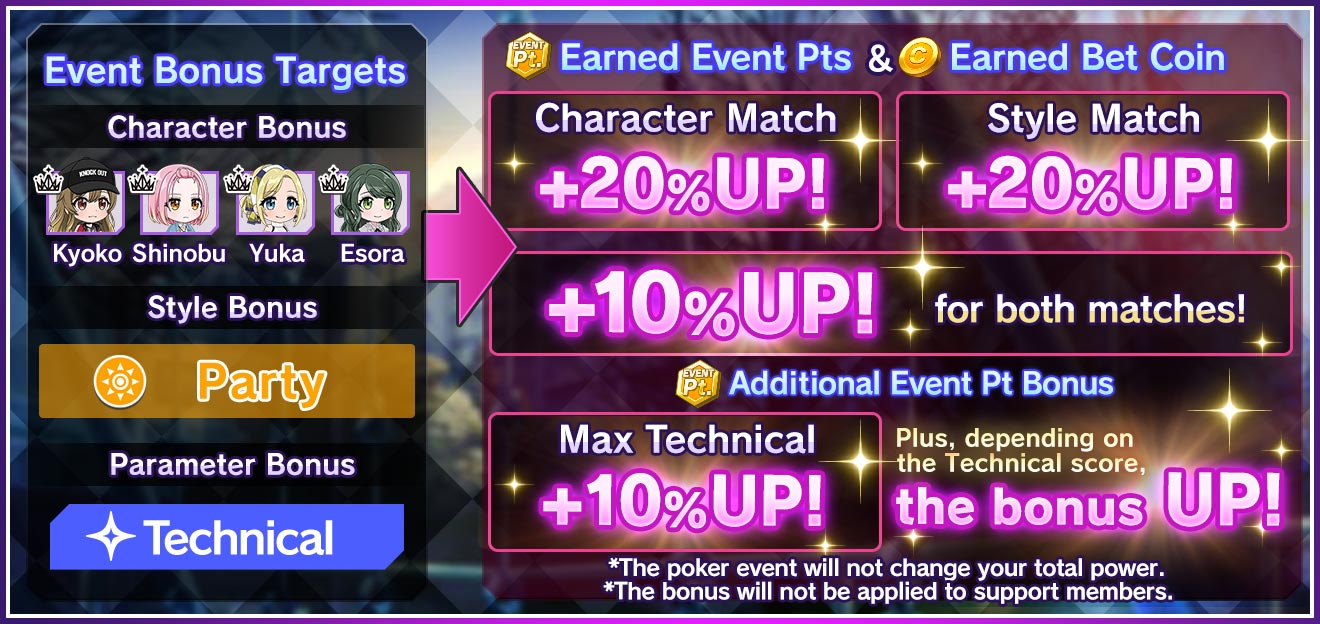 Event Bonus Targets
Character Bonus
KNOCK OUT
Kyoko Shinobu Yuka Esora
Style Bonus
Party
Parameter Bonus
Technical
EVENT Pt. Earned Event Pts & C Earned Bet Coin
Character Match
+20%UP!
Style Match
+20%UP!
+10%UP! for both matches!
EVENT Pt. Additional Event Pt Bonus
Max Technical
+10%UP!
Plus, depending on
the Technical score,
the bonus UP!
*The poker event will not change your total power.
*The bonus will not be applied to support members.